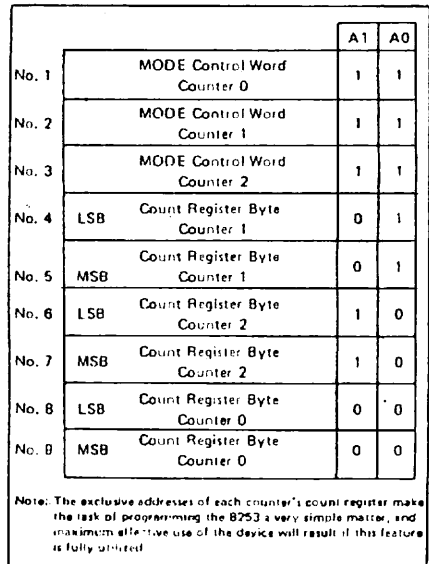 A1 A0
No. 1 MODE Control Word Counter 0 1 1
No. 2 MODE Control Word Counter 1 1 1
No. 3 MODE Control Word Counter 2 1 1
No. 4 LSB Count Register Byte Counter 1 0 1
No. 5 MSB Count Register Byte Counter 1 0 1
No. 6 LSB Count Register Byte Counter 2 1 0
No. 7 MSB Count Register Byte Counter 2 1 0
No. 8 LSB Count Register Byte Counter 0 0 0
No. 9 MSB Count Register Byte Counter 0 0 0
Note: The exclusive addresses of each counter's count register make
the task of programming the 8253 a very simple matter, and
maximum effective use of the device will result if this feature
is fully utilized